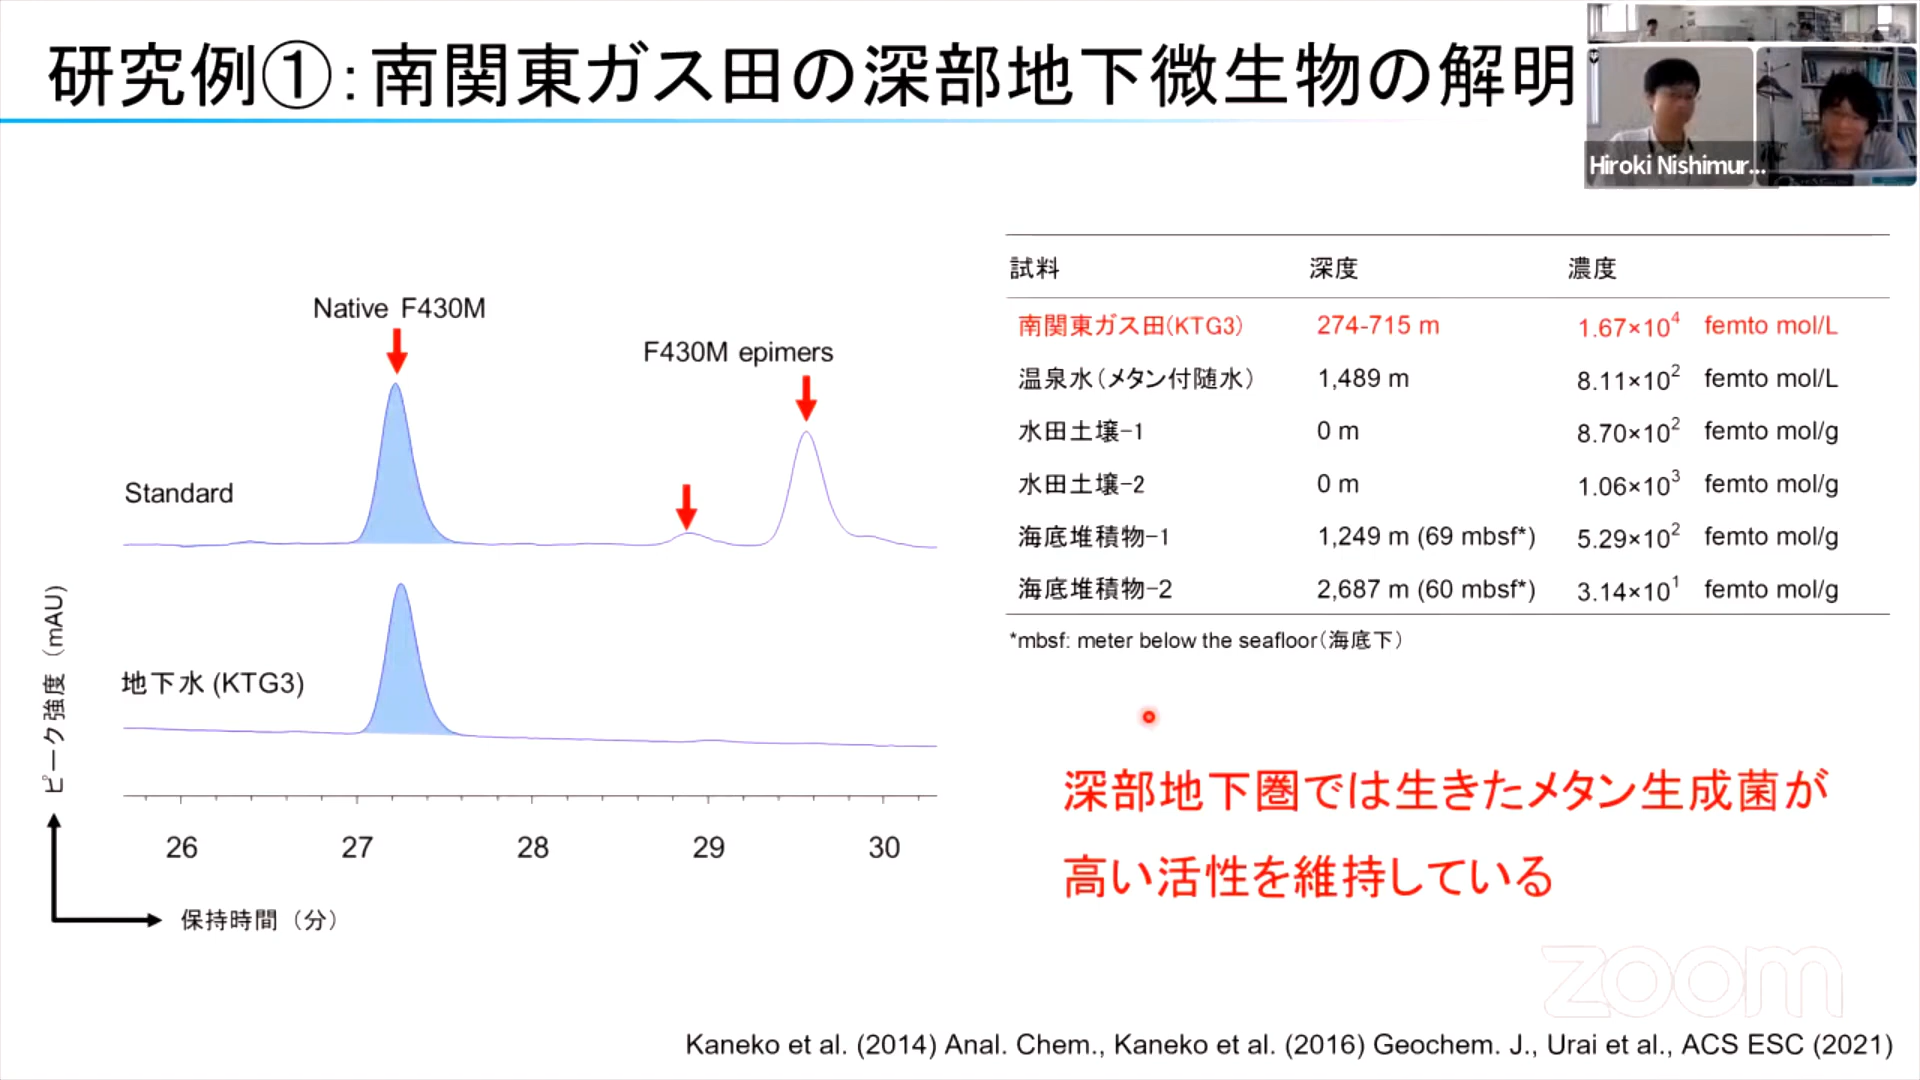 研究例①:南関東ガス田の深部地下微生物の解明
Hiroki Nishimur...
Native F430M
F430M epimers
Standard
地下水 (KTG3)
ピーク強度 (mAU)
26 27 28 29 30
保持時間 (分)
試料 深度 濃度
南関東ガス田(KTG3) 274-715 m 1.67×10⁴ femto mol/L
温泉水(メタン付随水) 1,489 m 8.11×10² femto mol/L
水田土壌-1 0 m 8.70×10² femto mol/g
水田土壌-2 0 m 1.06×10³ femto mol/g
海底堆積物-1 1,249 m (69 mbsf*) 5.29×10² femto mol/g
海底堆積物-2 2,687 m (60 mbsf*) 3.14×10¹ femto mol/g
*mbsf: meter below the seafloor(海底下)
深部地下圏では生きたメタン生成菌が
高い活性を維持している
zoom
Kaneko et al. (2014) Anal. Chem., Kaneko et al. (2016) Geochem. J., Urai et al., ACS ESC (2021)